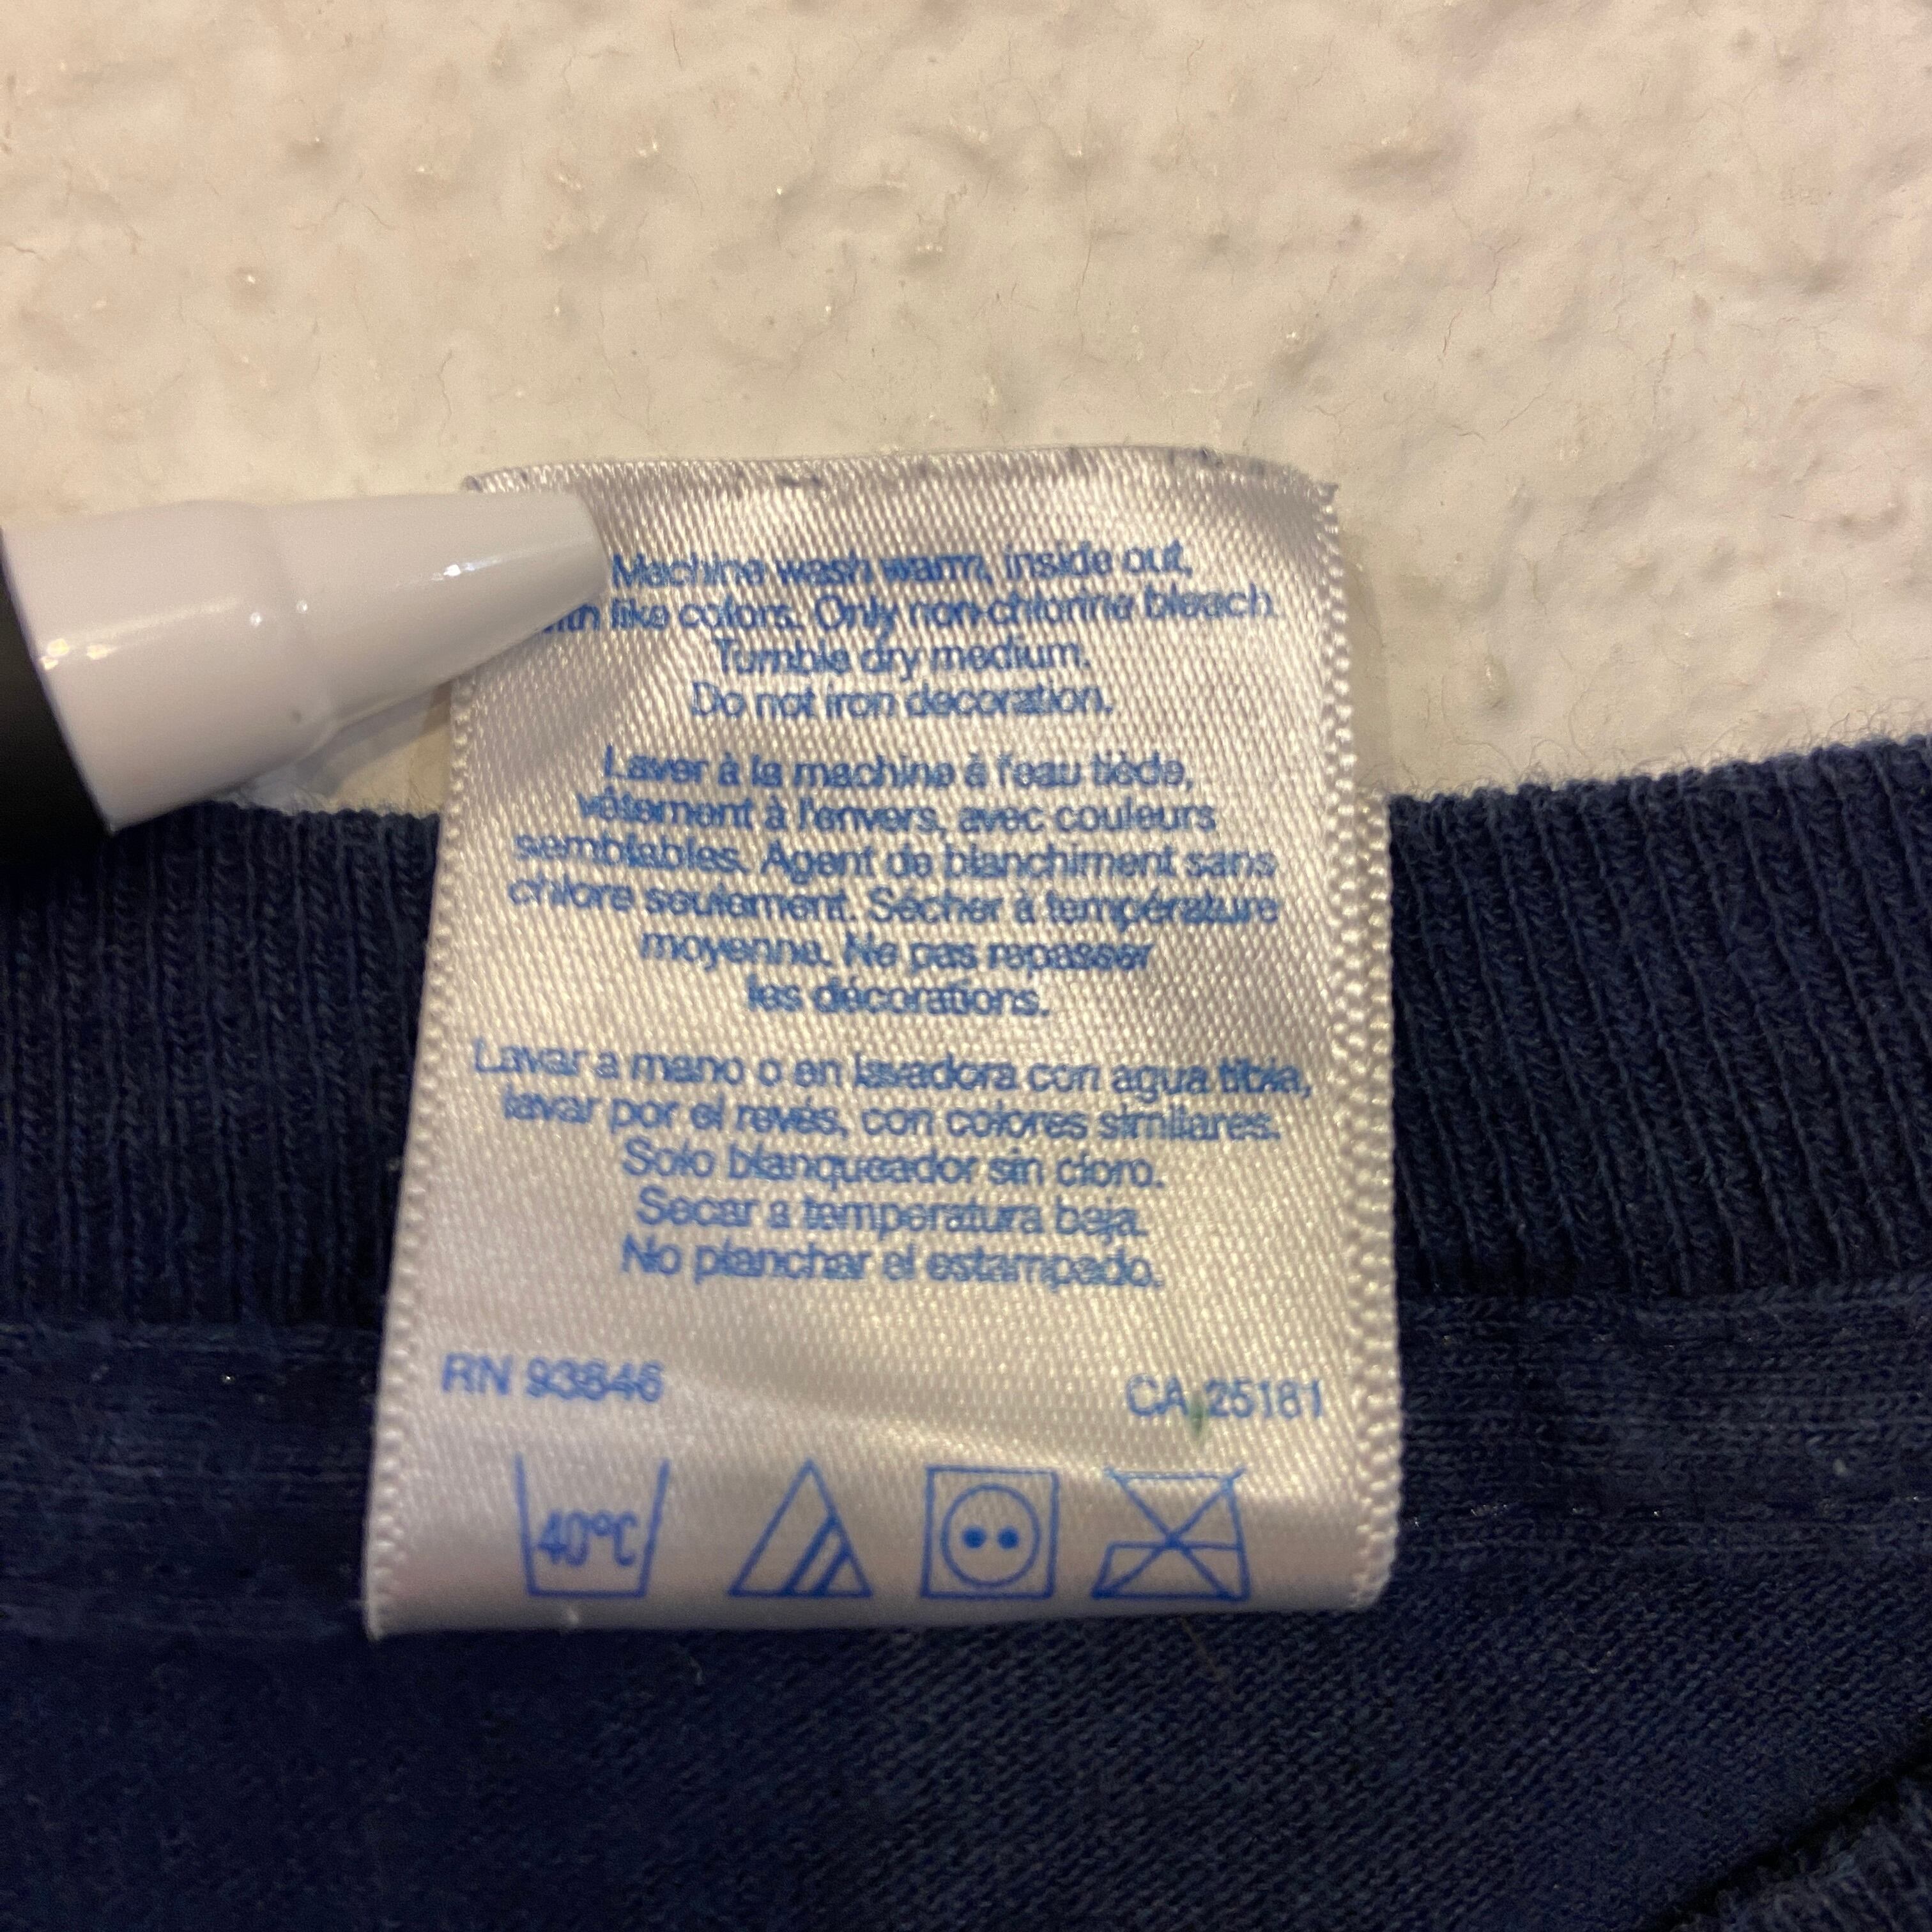 Machine wash warm, inside out,
like colors. Only non-chlorine bleach.
Tumble dry medium.
Do not iron decoration.
Laver à la machine à l'eau tiède,
vêtement à l'envers, avec couleurs
semblables. Agent de blanchiment sans
chlore seulement. Sécher à température
moyenne. Ne pas repasser
les décorations.
Lavar a mano o en lavadora con agua tibia,
lavar por el revés, con colores similares.
Solo blanqueador sin cloro.
Secar a temperatura baja.
No planchar el estampado.
RN 93846 CA 25181
40°C